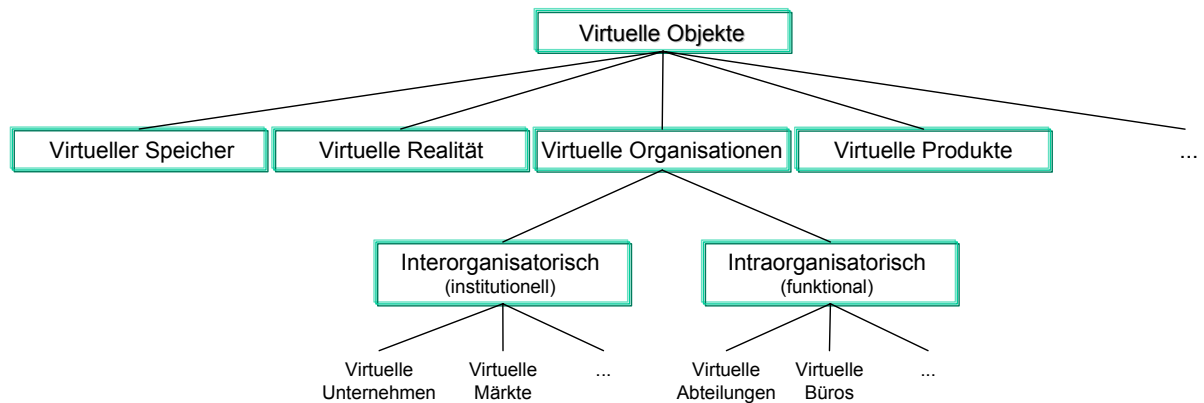 Virtuelle Objekte
Virtueller Speicher
Virtuelle Realität
Virtuelle Organisationen
Virtuelle Produkte
...
Interorganisatorisch
(institutionell)
Intraorganisatorisch
(funktional)
Virtuelle
Unternehmen
Virtuelle
Märkte
...
Virtuelle
Abteilungen
Virtuelle
Büros
...